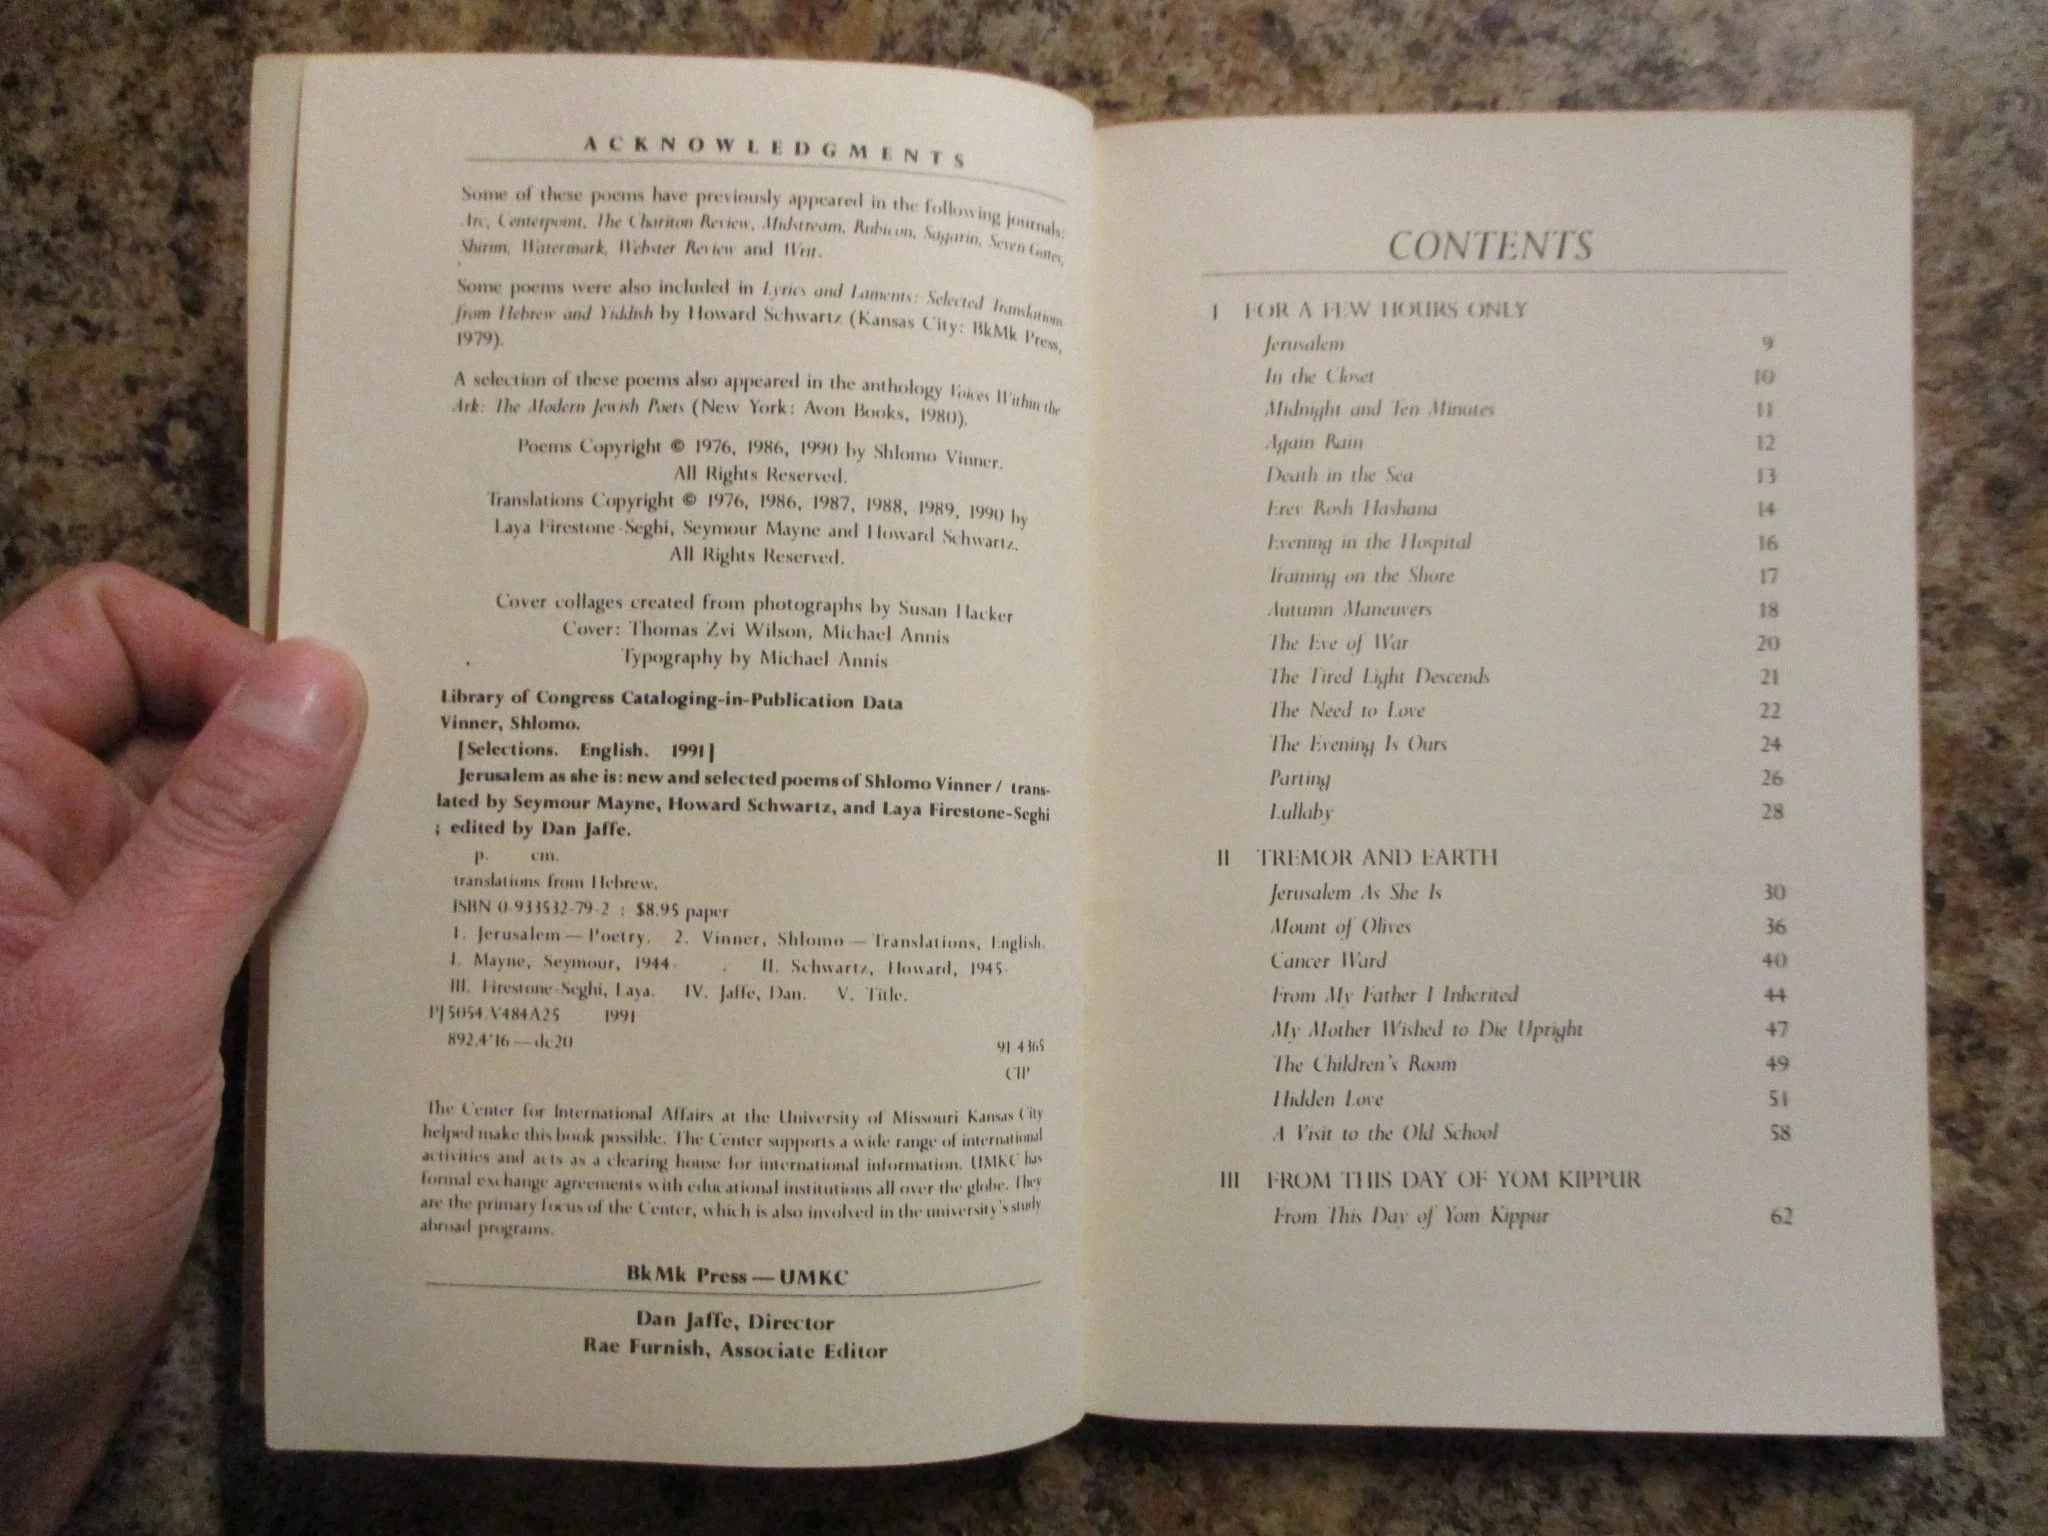 ACKNOWLEDGMENTS
Some of these poems have previously appeared in the following journals:
Arc, Centerpoint, The Chariton Review, Midstream, Rubicon, Sagarin, Seven Gates,
Shirim, Watermark, Webster Review and Writ.
Some poems were also included in Lyrics and Laments: Selected Translations
from Hebrew and Yiddish by Howard Schwartz (Kansas City: BkMk Press,
1979).
A selection of these poems also appeared in the anthology Voices Within the
Ark: The Modern Jewish Poets (New York: Avon Books, 1980).
Poems Copyright © 1976, 1986, 1990 by Shlomo Vinner.
All Rights Reserved.
Translations Copyright © 1976, 1986, 1987, 1988, 1989, 1990 by
Laya Firestone-Seghi, Seymour Mayne and Howard Schwartz.
All Rights Reserved.
Cover collages created from photographs by Susan Hacker
Cover: Thomas Zvi Wilson, Michael Annis
Typography by Michael Annis
Library of Congress Cataloging-in-Publication Data
Vinner, Shlomo.
[Selections. English. 1991]
Jerusalem as she is: new and selected poems of Shlomo Vinner / trans-
lated by Seymour Mayne, Howard Schwartz, and Laya Firestone-Seghi
; edited by Dan Jaffe.
p. cm.
translations from Hebrew.
ISBN 0-933532-79-2 : $8.95 paper
1. Jerusalem—Poetry. 2. Vinner, Shlomo—Translations, English.
I. Mayne, Seymour, 1944- . II. Schwartz, Howard, 1945-
III. Firestone-Seghi, Laya. IV. Jaffe, Dan. V. Title.
PJ5054.V484A25 1991
892.4'16—dc20
91-4365
CIP
The Center for International Affairs at the University of Missouri-Kansas City
helped make this book possible. The Center supports a wide range of international
activities and acts as a clearing house for international information. UMKC has
formal exchange agreements with educational institutions all over the globe. They
are the primary focus of the Center, which is also involved in the university's study
abroad programs.
BkMk Press—UMKC
Dan Jaffe, Director
Rae Furnish, Associate Editor
CONTENTS
I FOR A FEW HOURS ONLY
Jerusalem 9
In the Closet 10
Midnight and Ten Minutes 11
Again Rain 12
Death in the Sea 13
Erev Rosh Hashana 14
Evening in the Hospital 16
Training on the Shore 17
Autumn Maneuvers 18
The Eve of War 20
The Tired Light Descends 21
The Need to Love 22
The Evening Is Ours 24
Parting 26
Lullaby 28
II TREMOR AND EARTH
Jerusalem As She Is 30
Mount of Olives 36
Cancer Ward 40
From My Father I Inherited 44
My Mother Wished to Die Upright 47
The Children's Room 49
Hidden Love 51
A Visit to the Old School 58
III FROM THIS DAY OF YOM KIPPUR
From This Day of Yom Kippur 62